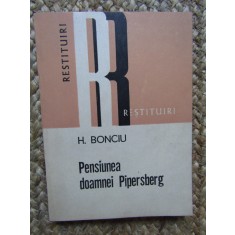 RESTITUIRI
RESTITUIRI
H. BONCIU
Pensiunea
doamnei Pipersberg